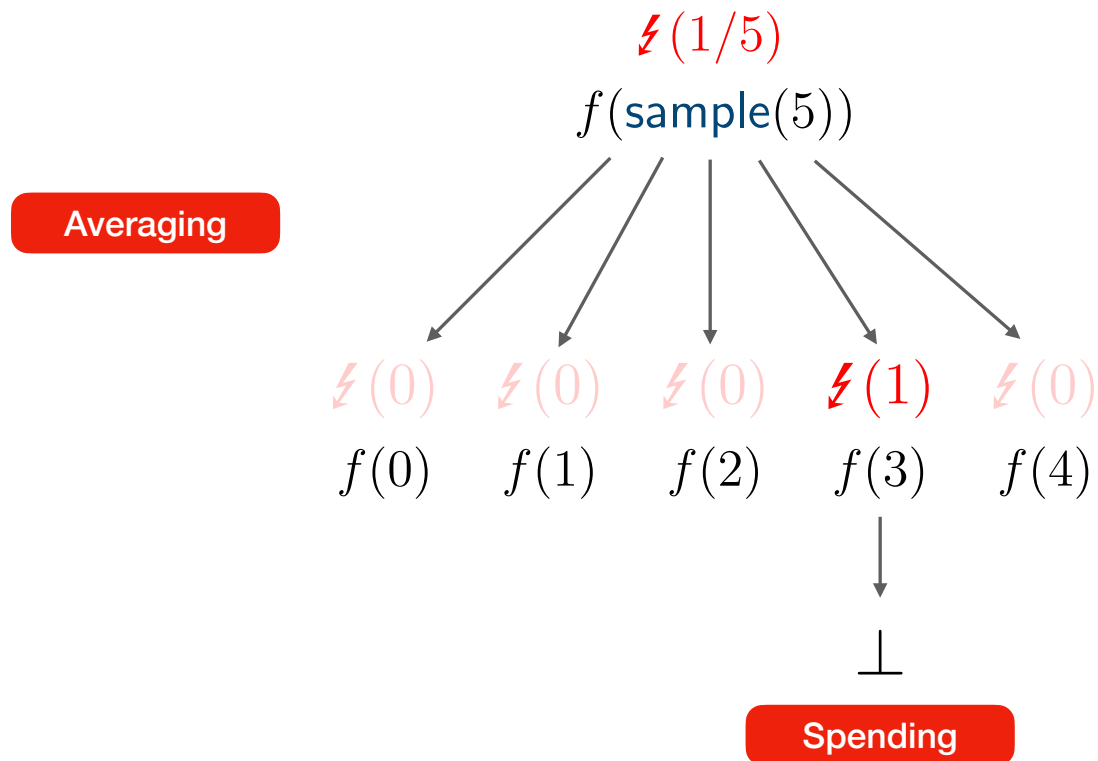 ↯(1/5)
f(sample(5))
Averaging
↯(0) ↯(0) ↯(0) ↯(1) ↯(0)
f(0) f(1) f(2) f(3) f(4)
⊥
Spending